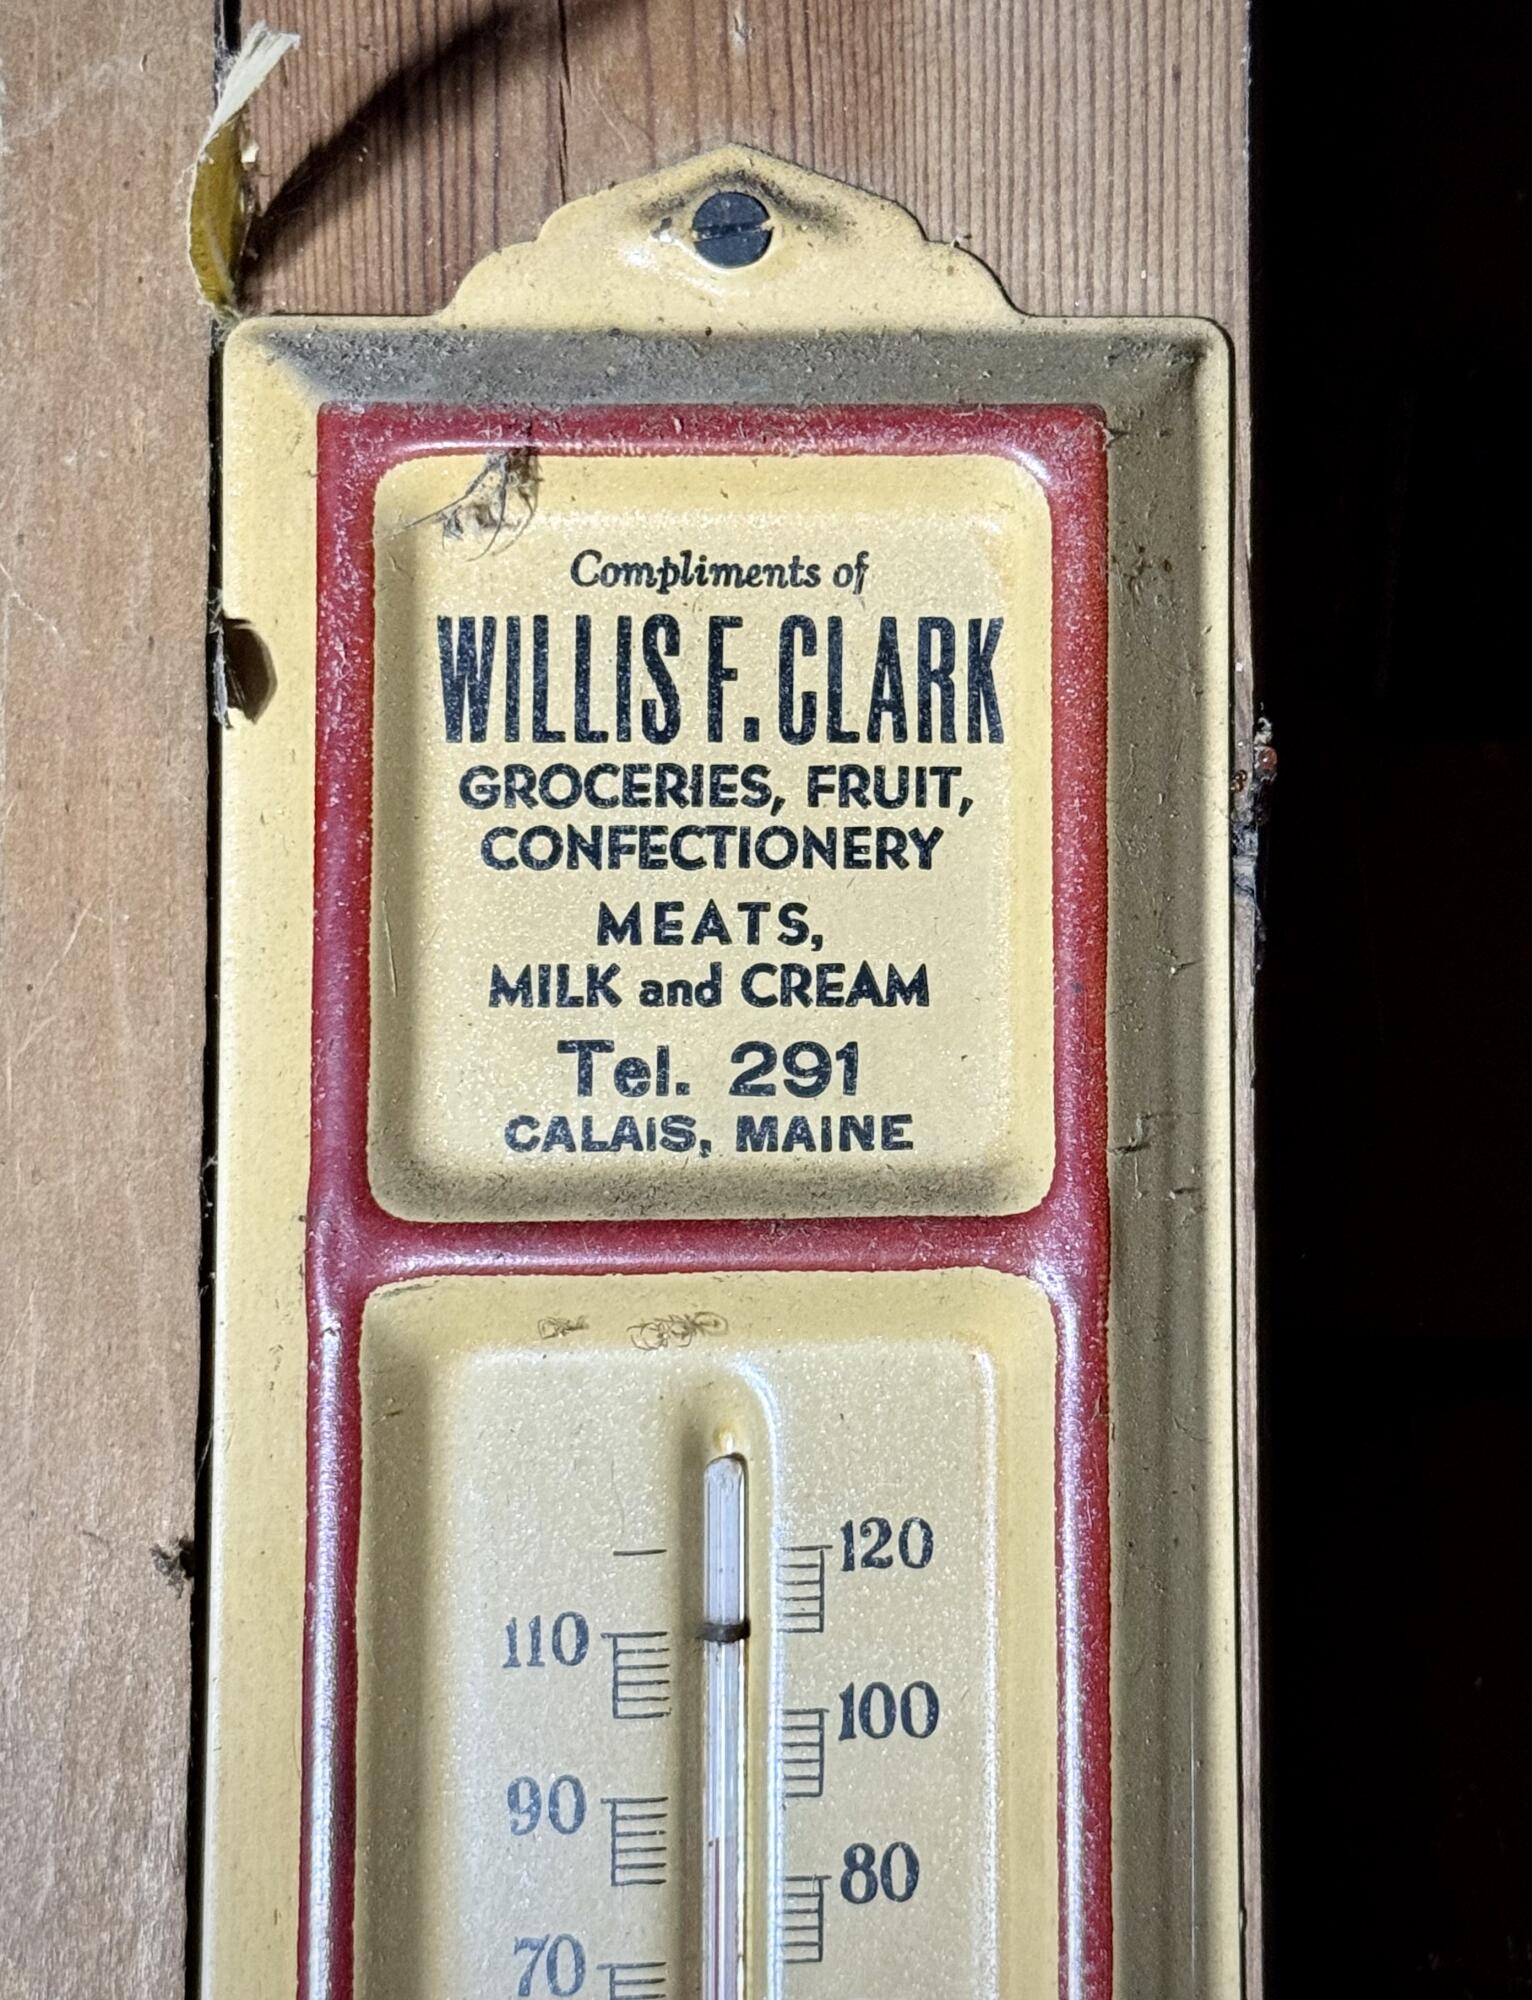 Compliments of
WILLIS F. CLARK
GROCERIES, FRUIT,
CONFECTIONERY
MEATS,
MILK and CREAM
Tel. 291
CALAIS, MAINE
120
110
100
90
80
70